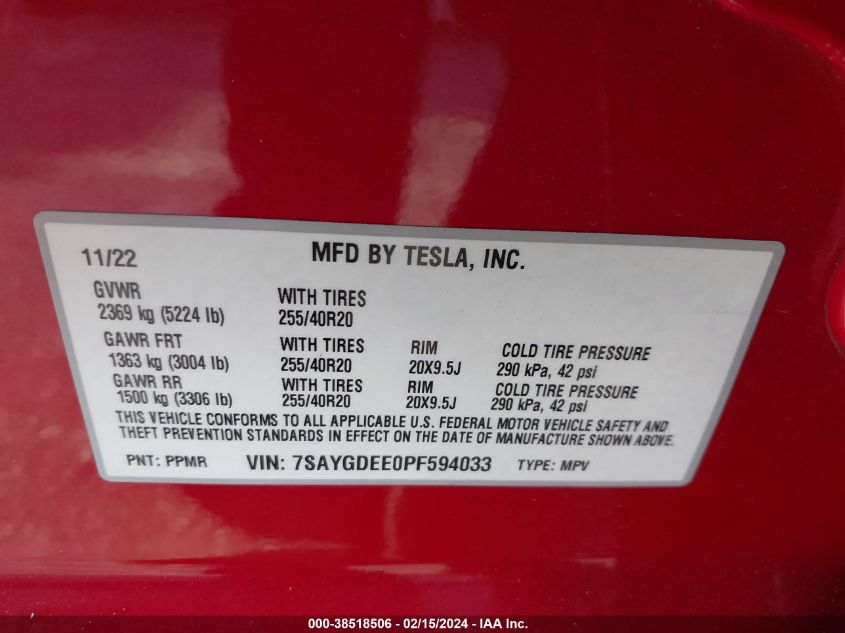 11/22 MFD BY TESLA, INC.
GVWR
2369 kg (5224 lb) WITH TIRES
255/40R20
GAWR FRT WITH TIRES RIM COLD TIRE PRESSURE
1363 kg (3004 lb) 255/40R20 20X9.5J 290 kPa, 42 psi
GAWR RR WITH TIRES RIM COLD TIRE PRESSURE
1500 kg (3306 lb) 255/40R20 20X9.5J 290 kPa, 42 psi
THIS VEHICLE CONFORMS TO ALL APPLICABLE U.S. FEDERAL MOTOR VEHICLE SAFETY AND
THEFT PREVENTION STANDARDS IN EFFECT ON THE DATE OF MANUFACTURE SHOWN ABOVE.
PNT: PPMR VIN: 7SAYGDEE0PF594033 TYPE: MPV
000-38518506 - 02/15/2024 - IAA Inc.